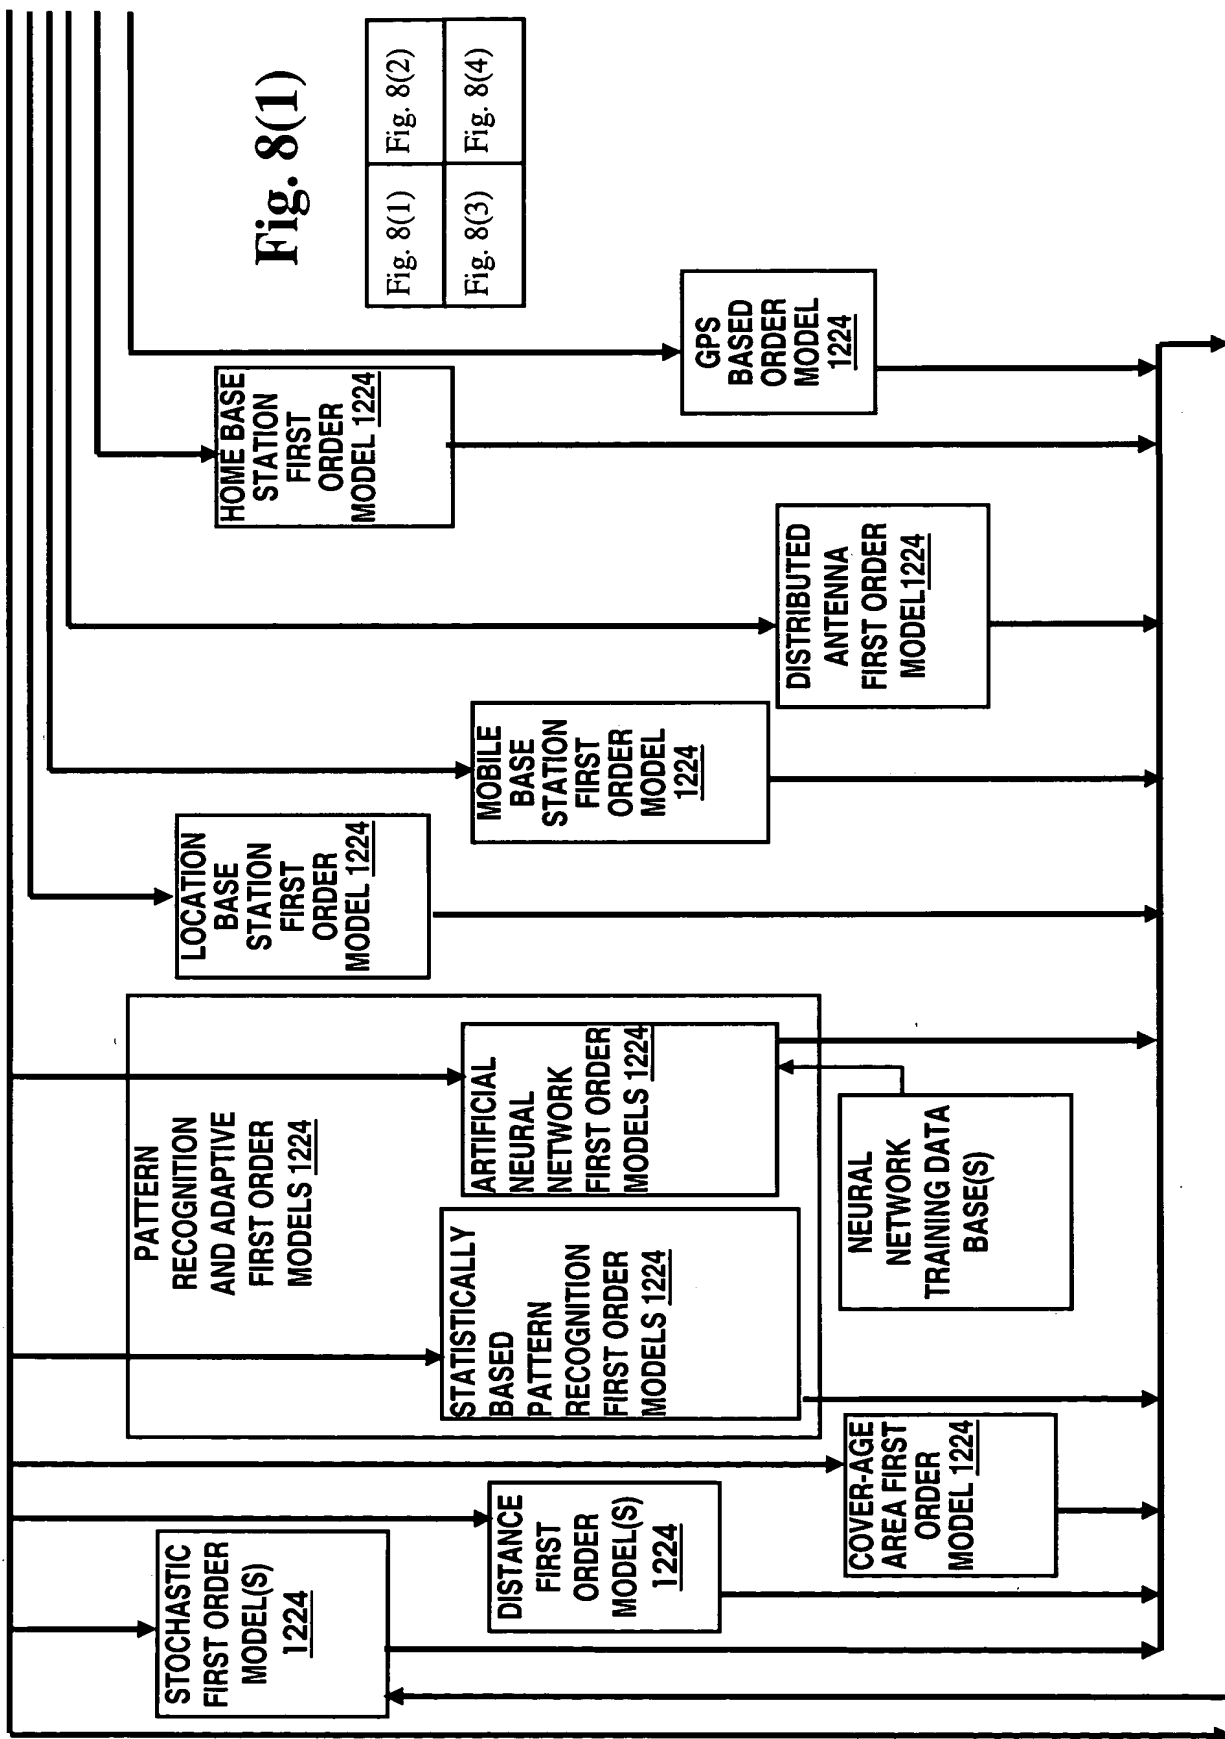 Fig. 8(1)
Fig. 8(1) Fig. 8(2)
Fig. 8(3) Fig. 8(4)
STOCHASTIC
FIRST ORDER
MODEL(S)
1224
DISTANCE
FIRST
ORDER
MODEL(S)
1224
COVER-AGE
AREA FIRST
ORDER
MODEL 1224
PATTERN
RECOGNITION
AND ADAPTIVE
FIRST ORDER
MODELS 1224
STATISTICALLY
BASED
PATTERN
RECOGNITION
FIRST ORDER
MODELS 1224
ARTIFICIAL
NEURAL
NETWORK
FIRST ORDER
MODELS 1224
NEURAL
NETWORK
TRAINING DATA
BASE(S)
LOCATION
BASE
STATION
FIRST
ORDER
MODEL 1224
MOBILE
BASE
STATION
FIRST
ORDER
MODEL
1224
DISTRIBUTED
ANTENNA
FIRST ORDER
MODEL1224
HOME BASE
STATION
FIRST
ORDER
MODEL 1224
GPS
BASED
ORDER
MODEL
1224